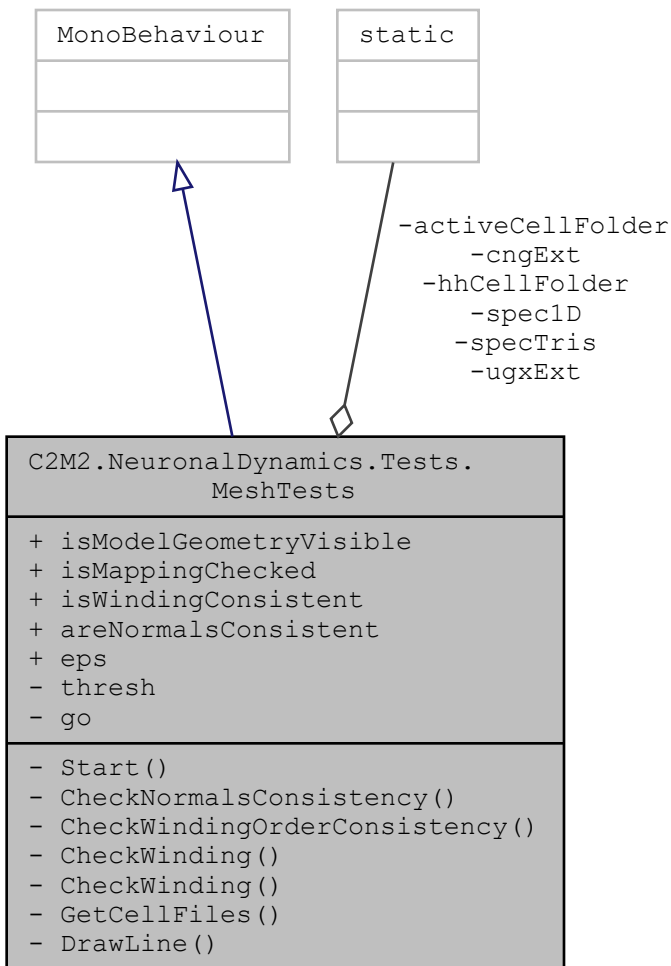 MonoBehaviour
static
-activeCellFolder
-cngExt
-hhCellFolder
-spec1D
-specTris
-ugxExt
C2M2.NeuronalDynamics.Tests.
MeshTests
+ isModelGeometryVisible
+ isMappingChecked
+ isWindingConsistent
+ areNormalsConsistent
+ eps
- thresh
- go
- Start()
- CheckNormalsConsistency()
- CheckWindingOrderConsistency()
- CheckWinding()
- CheckWinding()
- GetCellFiles()
- DrawLine()